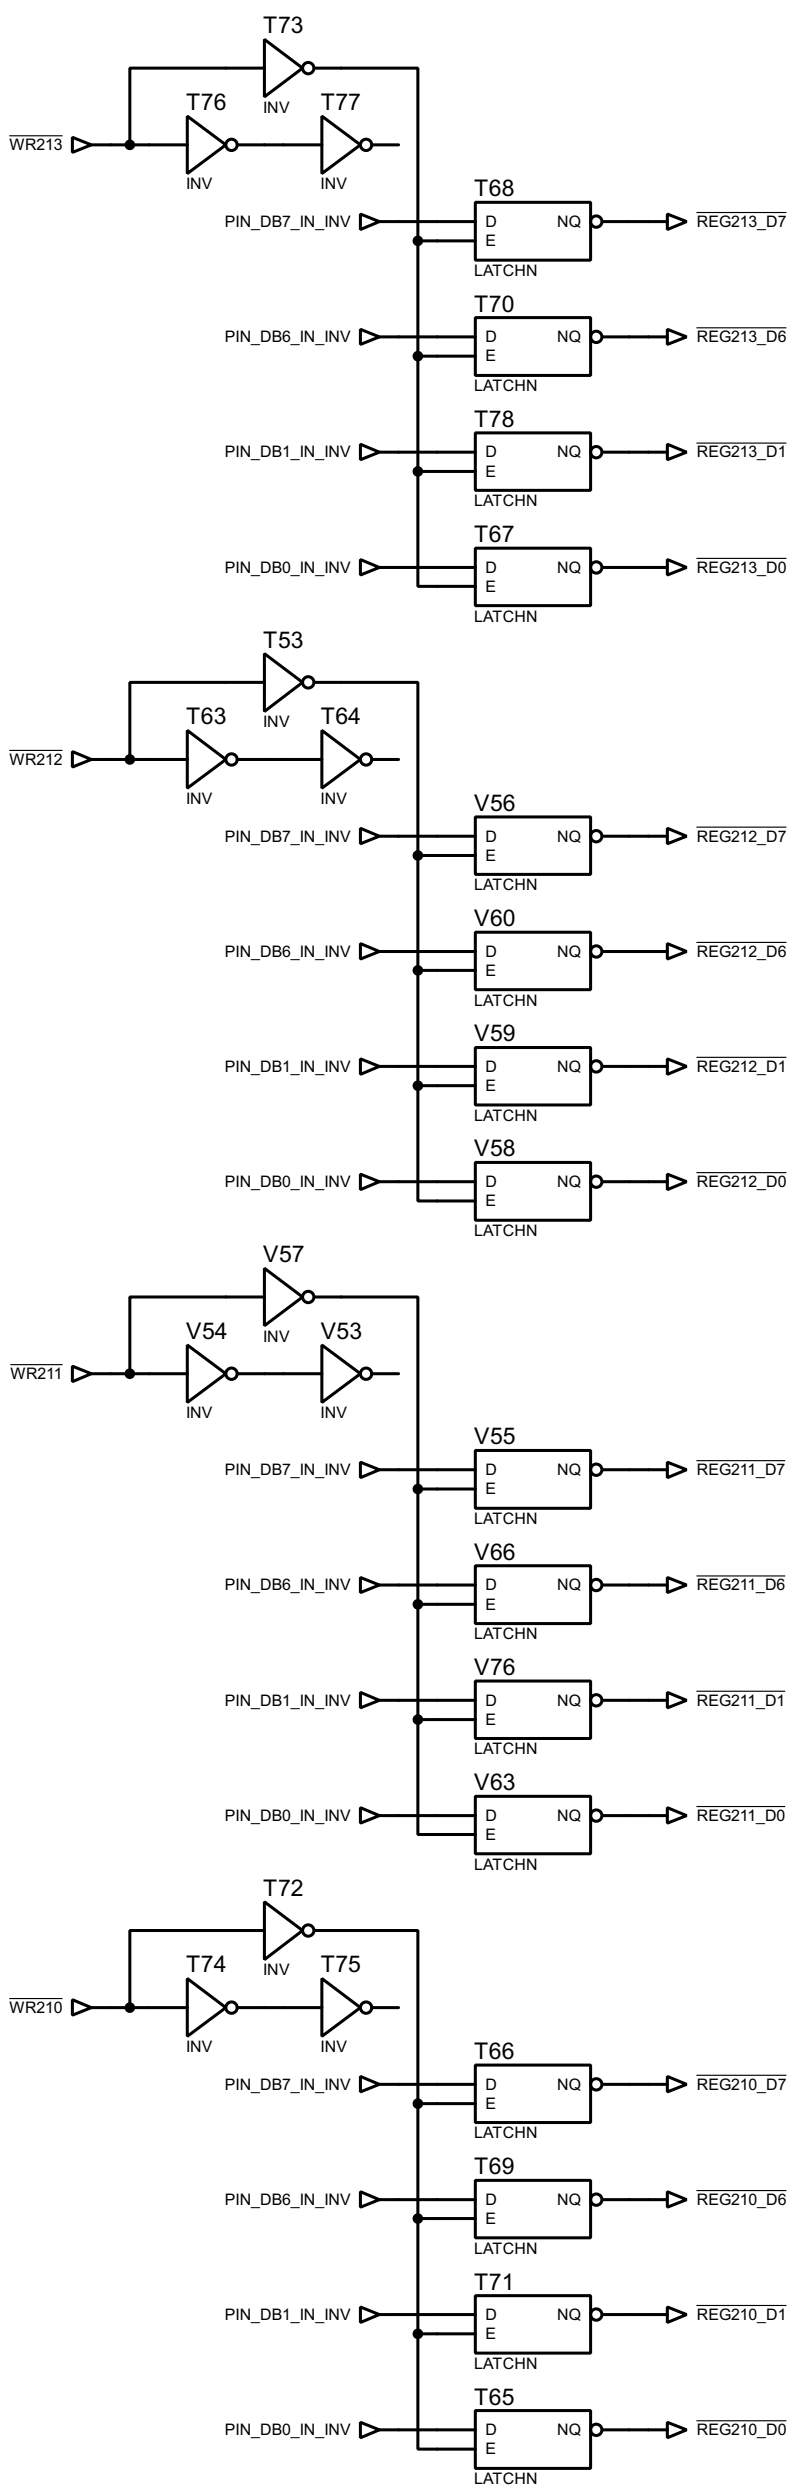 T73
INV
T76
T77
WR213
INV
INV
T68
PIN_DB7_IN_INV
D
NQ
REG213_D7
E
LATCHN
T70
PIN_DB6_IN_INV
D
NQ
REG213_D6
E
LATCHN
T78
PIN_DB1_IN_INV
D
NQ
REG213_D1
E
LATCHN
T67
PIN_DB0_IN_INV
D
NQ
REG213_D0
E
LATCHN
T53
INV
T63
T64
WR212
INV
INV
V56
PIN_DB7_IN_INV
D
NQ
REG212_D7
E
LATCHN
V60
PIN_DB6_IN_INV
D
NQ
REG212_D6
E
LATCHN
V59
PIN_DB1_IN_INV
D
NQ
REG212_D1
E
LATCHN
V58
PIN_DB0_IN_INV
D
NQ
REG212_D0
E
LATCHN
V57
INV
V54
V53
WR211
INV
INV
V55
PIN_DB7_IN_INV
D
NQ
REG211_D7
E
LATCHN
V66
PIN_DB6_IN_INV
D
NQ
REG211_D6
E
LATCHN
V76
PIN_DB1_IN_INV
D
NQ
REG211_D1
E
LATCHN
V63
PIN_DB0_IN_INV
D
NQ
REG211_D0
E
LATCHN
T72
INV
T74
T75
WR210
INV
INV
T66
PIN_DB7_IN_INV
D
NQ
REG210_D7
E
LATCHN
T69
PIN_DB6_IN_INV
D
NQ
REG210_D6
E
LATCHN
T71
PIN_DB1_IN_INV
D
NQ
REG210_D1
E
LATCHN
T65
PIN_DB0_IN_INV
D
NQ
REG210_D0
E
LATCHN